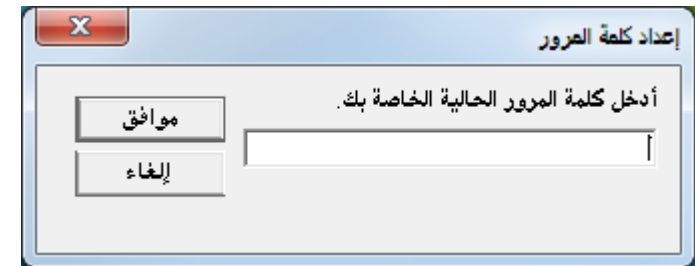 إعداد كلمة المرور
أدخل كلمة المرور الحالية الخاصة بك.
موافق
إلغاء